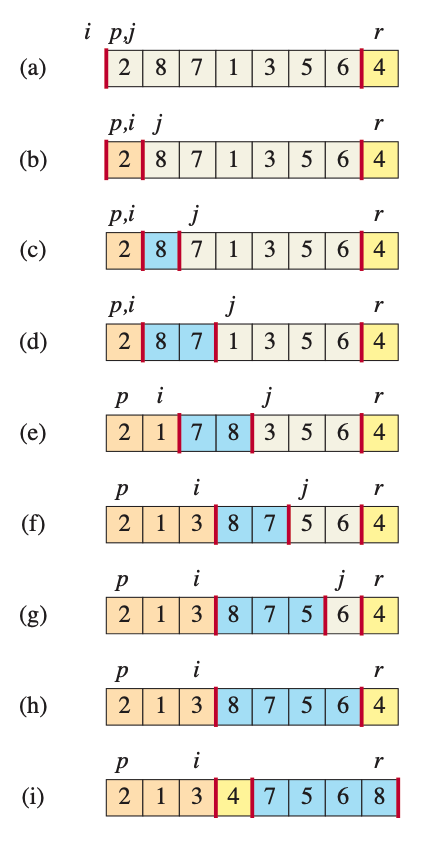 i p,j r
(a) 2 8 7 1 3 5 6 4
p,i j r
(b) 2 8 7 1 3 5 6 4
p,i j r
(c) 2 8 7 1 3 5 6 4
p,i j r
(d) 2 8 7 1 3 5 6 4
p i j r
(e) 2 1 7 8 3 5 6 4
p i j r
(f) 2 1 3 8 7 5 6 4
p i j r
(g) 2 1 3 8 7 5 6 4
p i r
(h) 2 1 3 8 7 5 6 4
p i r
(i) 2 1 3 4 7 5 6 8